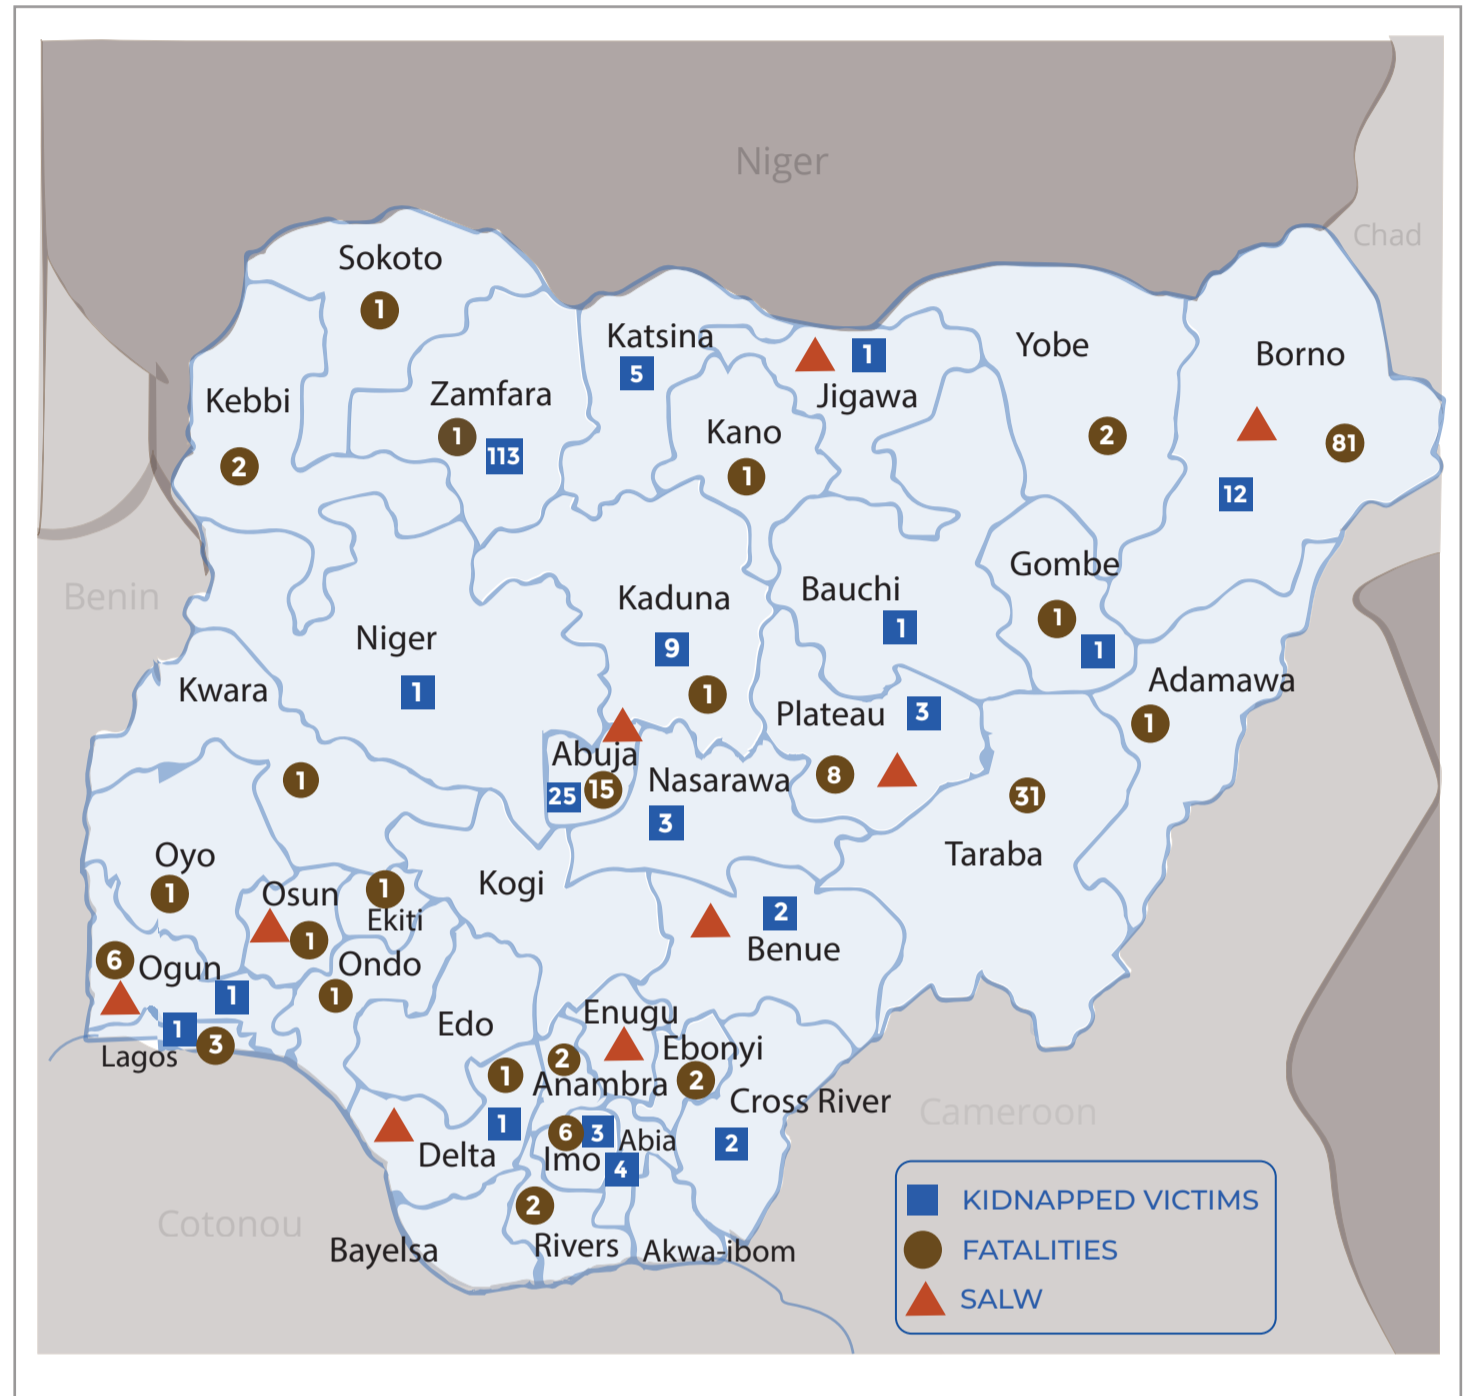 Niger
Chad
Sokoto
1
Katsina
5
1
Jigawa
Yobe
2
Borno
81
12
Kebbi
2
Zamfara
1
113
Kano
1
Benin
Niger
1
Kaduna
9
1
Bauchi
1
Gombe
1
1
Adamawa
1
Kwara
1
Abuja
25
15
Nasarawa
3
Plateau
3
8
31
Taraba
Oyo
1
Osun
1
1
Ekiti
Kogi
2
Benue
6
Ogun
1
Ondo
1
1
Lagos
3
Edo
Enugu
2
Anambra
Ebonyi
2
1
1
Delta
Cross River
2
6
3
Imo
Abia
4
Cameroon
Cotonou
Bayelsa
2
Rivers
Akwa-ibom
KIDNAPPED VICTIMS
FATALITIES
SALW